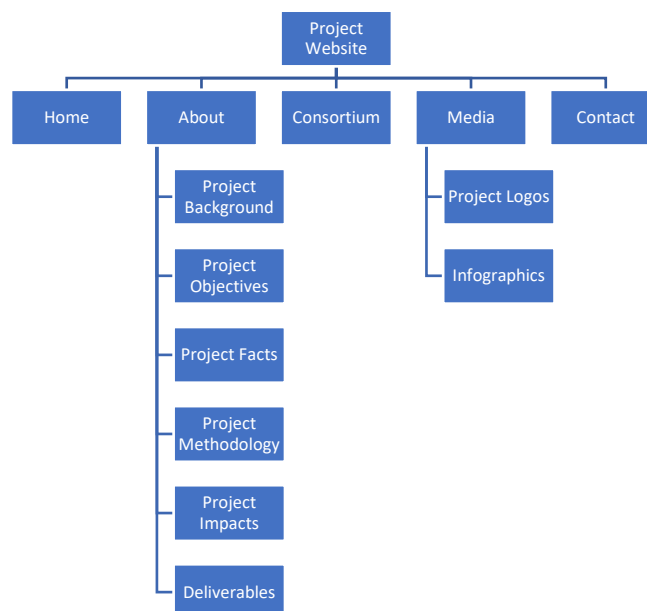 Project
Website
Home
About
Consortium
Media
Contact
Project
Background
Project
Objectives
Project Facts
Project
Methodology
Project
Impacts
Deliverables
Project Logos
Infographics